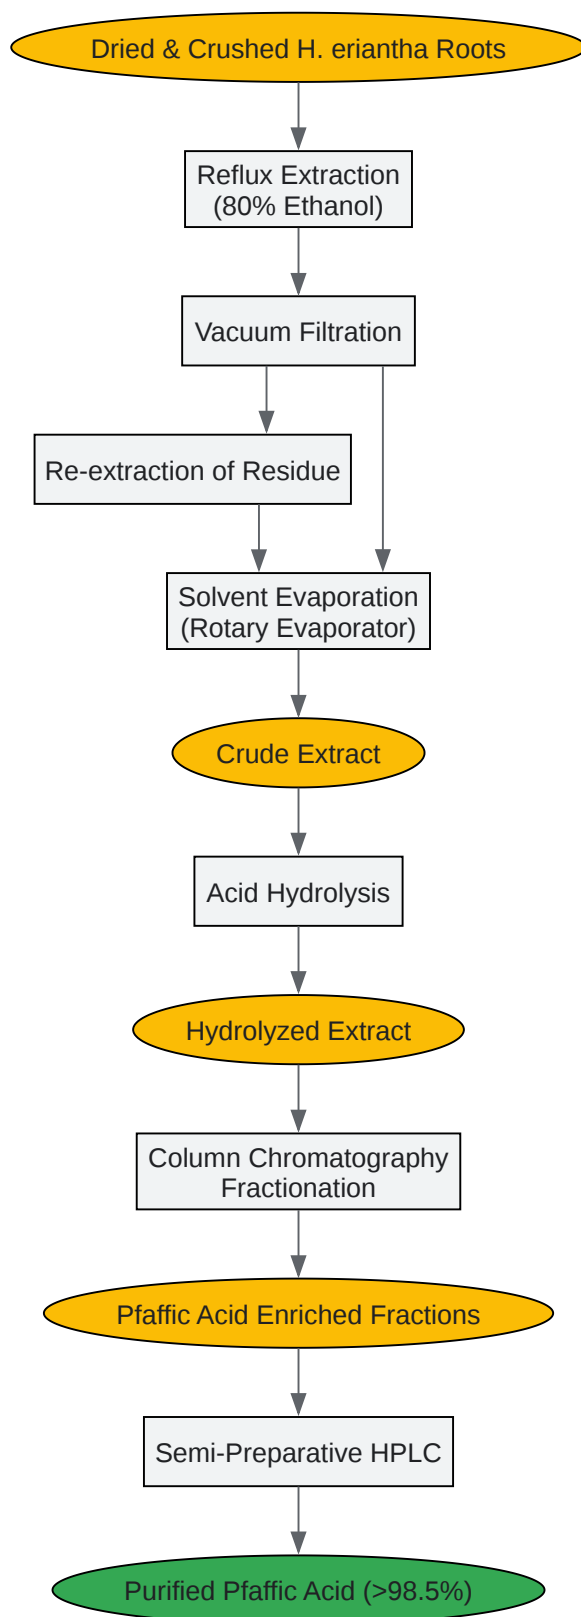 Dried & Crushed H. eriantha Roots
Reflux Extraction
(80% Ethanol)
Vacuum Filtration
Re-extraction of Residue
Solvent Evaporation
(Rotary Evaporator)
Crude Extract
Acid Hydrolysis
Hydrolyzed Extract
Column Chromatography
Fractionation
Pfaffic Acid Enriched Fractions
Semi-Preparative HPLC
Purified Pfaffic Acid (>98.5%)